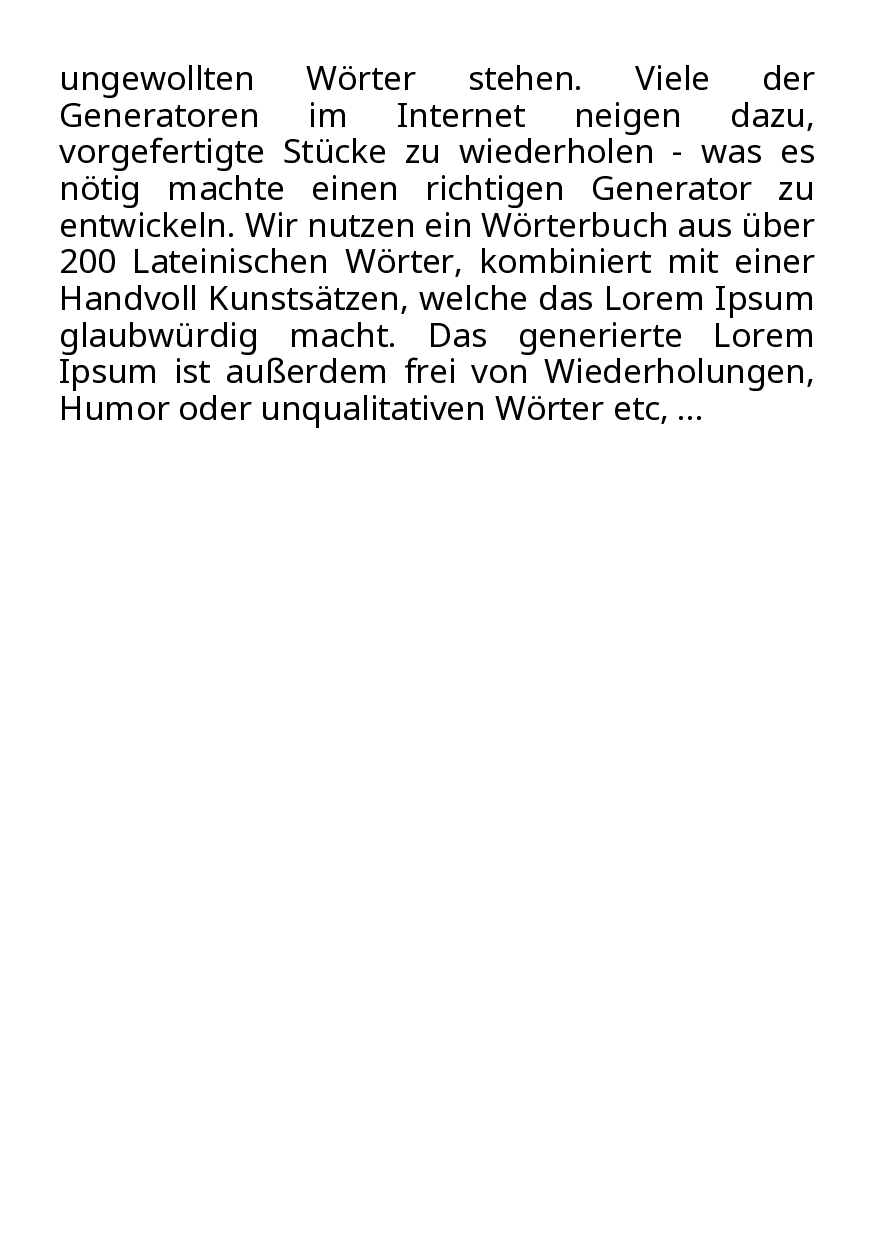 ungewollten Wörter stehen. Viele der
Generatoren im Internet neigen dazu,
vorgefertigte Stücke zu wiederholen - was es
nötig machte einen richtigen Generator zu
entwickeln. Wir nutzen ein Wörterbuch aus über
200 Lateinischen Wörter, kombiniert mit einer
Handvoll Kunstsätzen, welche das Lorem Ipsum
glaubwürdig macht. Das generierte Lorem
Ipsum ist außerdem frei von Wiederholungen,
Humor oder unqualitativen Wörter etc, ...